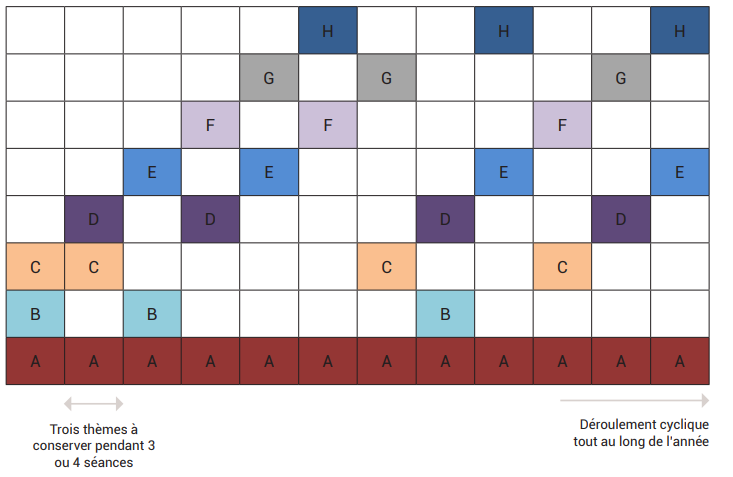 H H H
G G G
F F F
E E E E
D D D D
C C C C
B B B
A A A A A A A A A A A A
Trois thèmes à
conserver pendant 3
ou 4 séances
Déroulement cyclique
tout au long de l'année